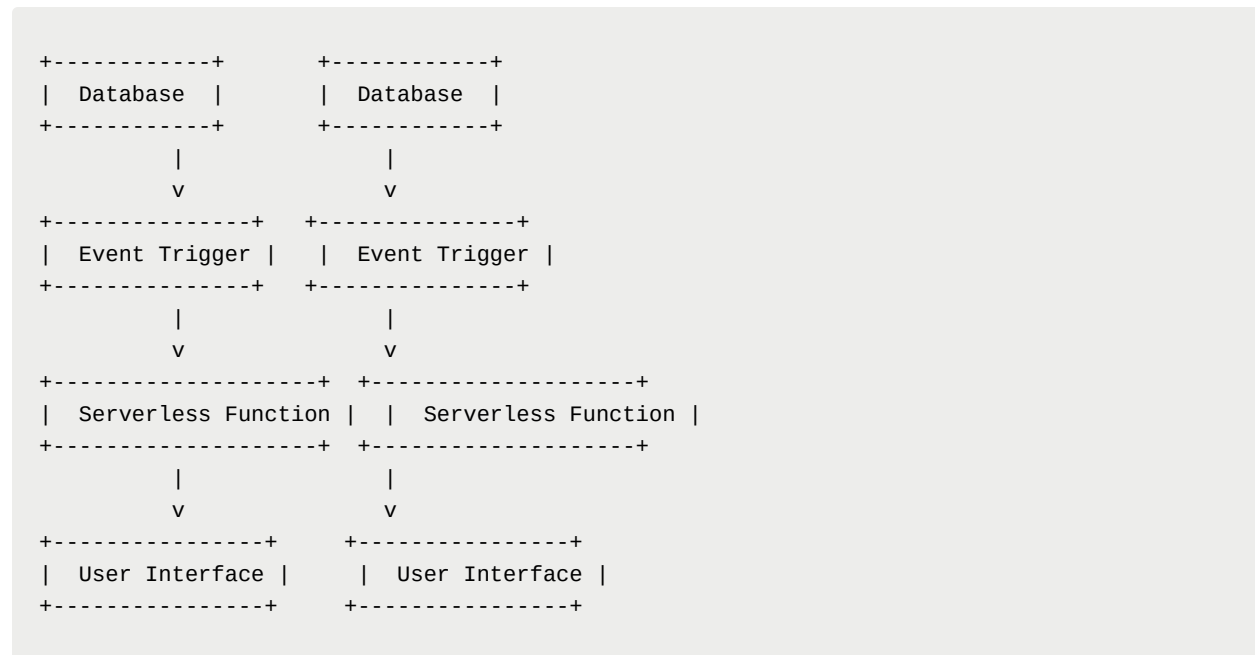 +------------+       +------------+
|  Database  |       |  Database  |
+------------+       +------------+
          |               |
          v               v
+---------------+   +---------------+
|  Event Trigger |   |  Event Trigger |
+---------------+   +---------------+
          |               |
          v               v
+--------------------+  +--------------------+
|  Serverless Function |  |  Serverless Function |
+--------------------+  +--------------------+
          |               |
          v               v
+----------------+     +----------------+
|  User Interface |     |  User Interface |
+----------------+     +----------------+